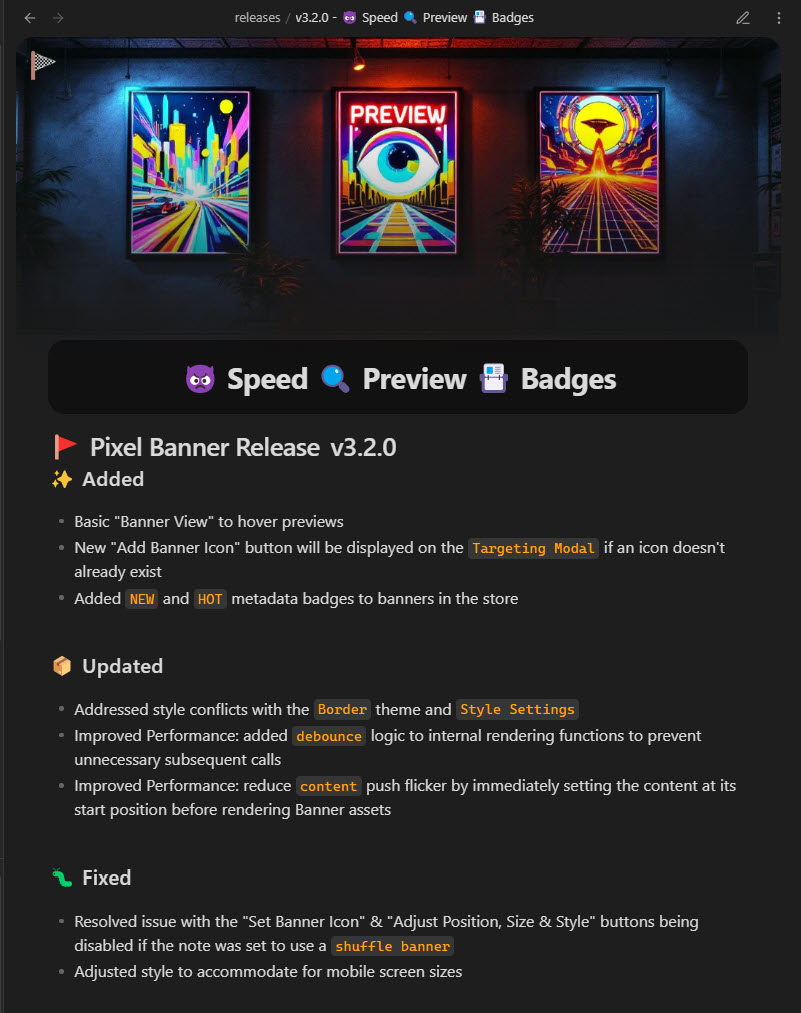 releases / v3.2.0 - 👿 Speed 🔍 Preview 📇 Badges
PREVIEW
👿 Speed 🔍 Preview 📇 Badges
🚩 Pixel Banner Release v3.2.0
✨ Added
• Basic "Banner View" to hover previews
• New "Add Banner Icon" button will be displayed on the Targeting Modal if an icon doesn't
already exist
• Added NEW and HOT metadata badges to banners in the store
📦 Updated
• Addressed style conflicts with the Border theme and Style Settings
• Improved Performance: added debounce logic to internal rendering functions to prevent
unnecessary subsequent calls
• Improved Performance: reduce content push flicker by immediately setting the content at its
start position before rendering Banner assets
🐛 Fixed
• Resolved issue with the "Set Banner Icon" & "Adjust Position, Size & Style" buttons being
disabled if the note was set to use a shuffle banner
• Adjusted style to accommodate for mobile screen sizes